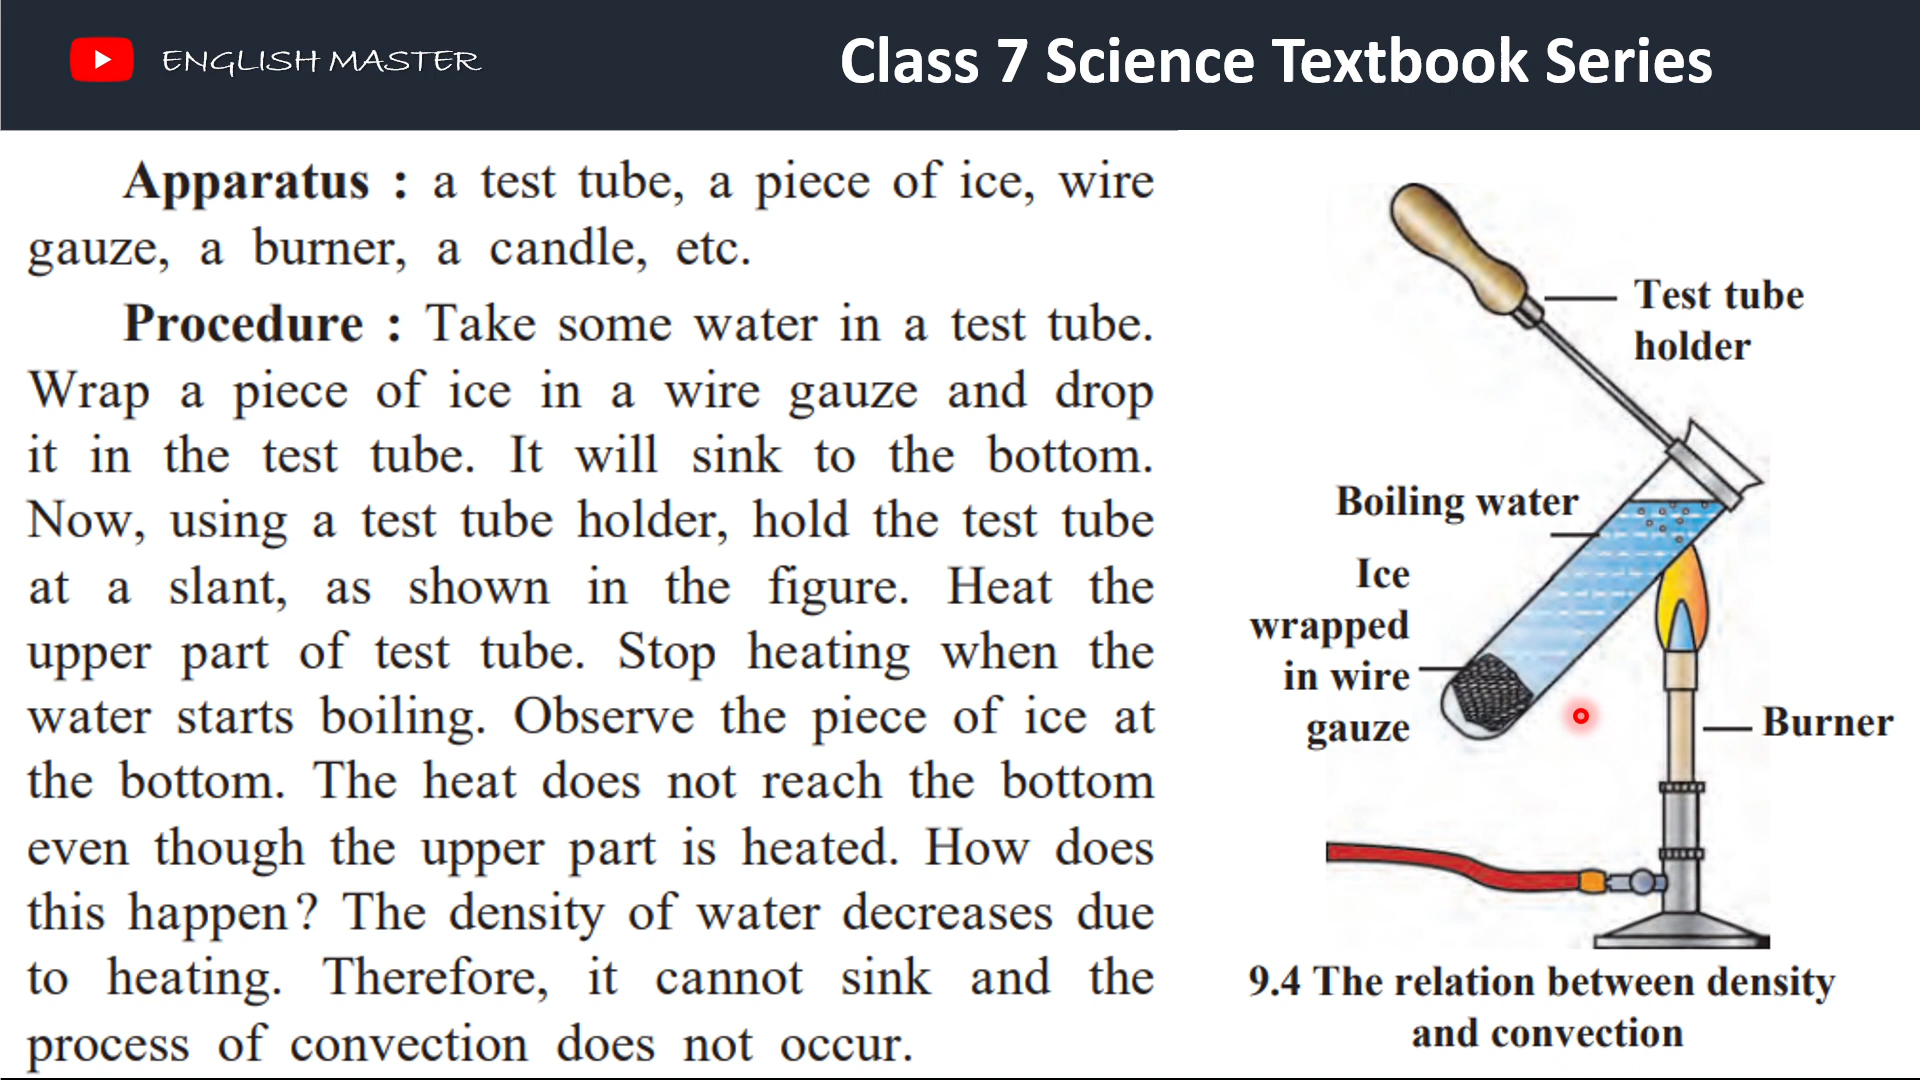 ENGLISH MASTER
Class 7 Science Textbook Series
Apparatus : a test tube, a piece of ice, wire
gauze, a burner, a candle, etc.
Procedure : Take some water in a test tube.
Wrap a piece of ice in a wire gauze and drop
it in the test tube. It will sink to the bottom.
Now, using a test tube holder, hold the test tube
at a slant, as shown in the figure. Heat the
upper part of test tube. Stop heating when the
water starts boiling. Observe the piece of ice at
the bottom. The heat does not reach the bottom
even though the upper part is heated. How does
this happen? The density of water decreases due
to heating. Therefore, it cannot sink and the
process of convection does not occur.
Test tube
holder
Boiling water
Ice
wrapped
in wire
gauze
Burner
9.4 The relation between density
and convection